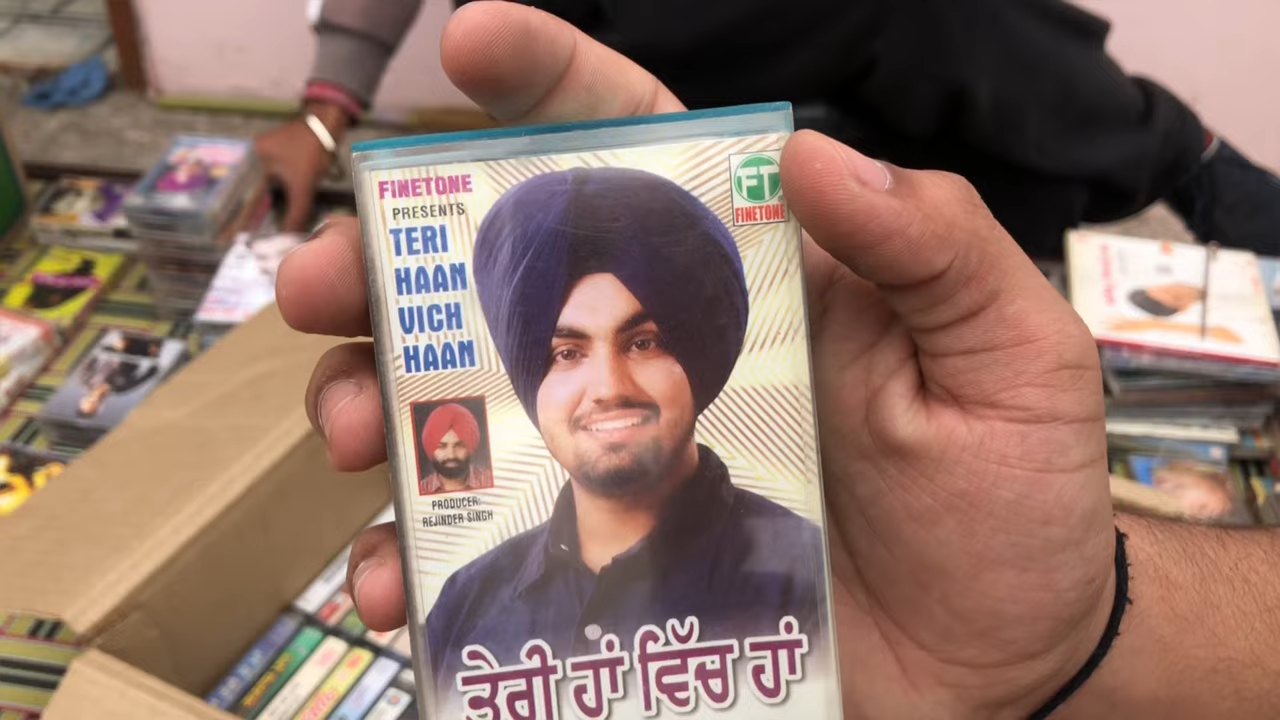 FINETONE
PRESENTS
TERI
HAAN
VICH
HAAN
FT
FINETONE
PRODUCER:
REJINDER SINGH
ਤੇਰੀ ਹਾਂ ਵਿੱਚ ਹਾਂ